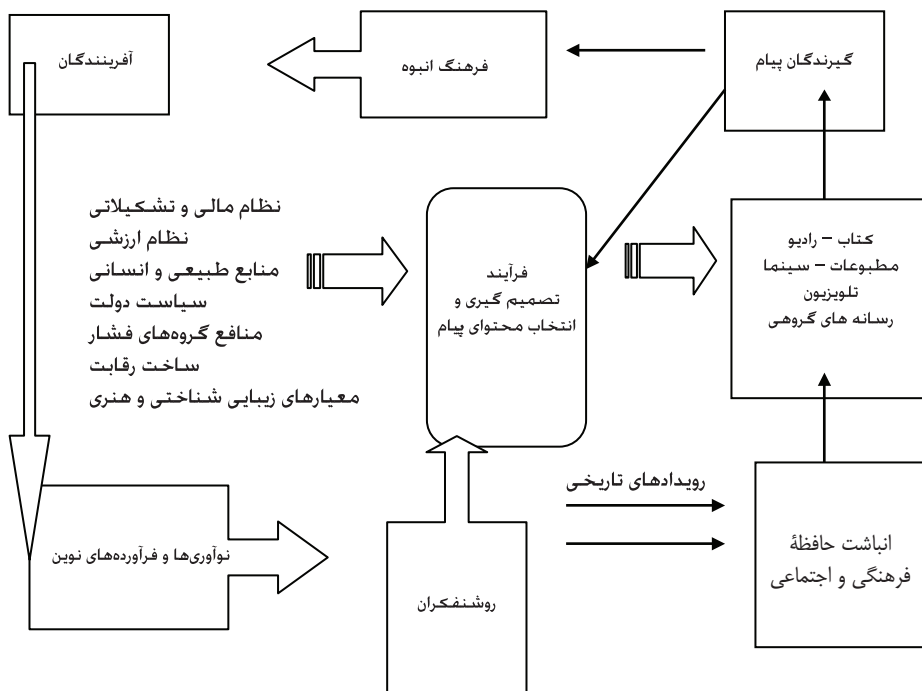 گیرندگان پیام
فرهنگ انبوه
آفرینندگان
کتاب – رادیو
مطبوعات – سینما
تلویزیون
رسانه های گروهی
فرآیند
تصمیم گیری و
انتخاب محتوای پیام
نظام مالی و تشکیلاتی
نظام ارزشی
منابع طبیعی و انسانی
سیاست دولت
منافع گروه‌های فشار
ساخت رقابت
معیارهای زیبایی شناختی و هنری
رویدادهای تاریخی
انباشت حافظهٔ
فرهنگی و اجتماعی
روشنفکران
نوآوری‌ها و فرآورده‌های نوین